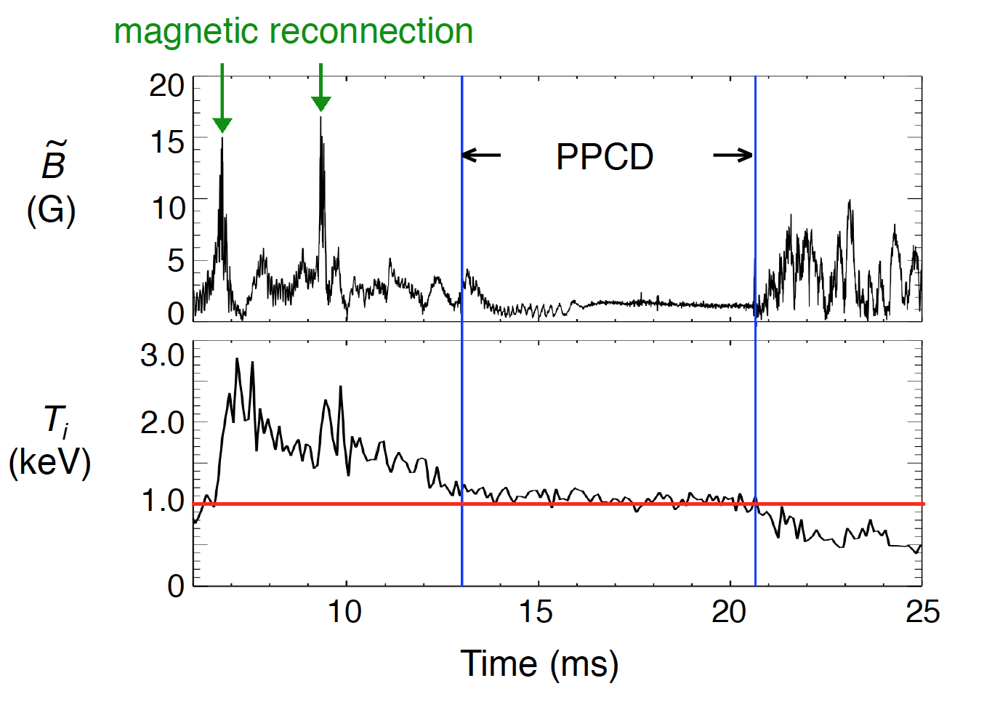 magnetic reconnection
20
15
10
5
0
B̃
(G)
PPCD
3.0
2.0
1.0
0
Ti
(keV)
10 15 20 25
Time (ms)